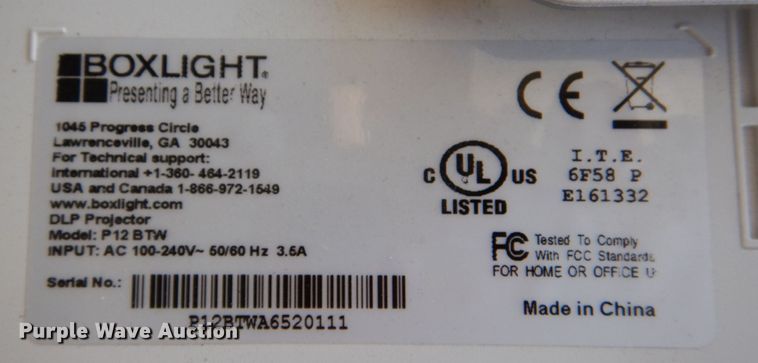 BOXLIGHT®
Presenting a Better Way
1045 Progress Circle
Lawrenceville, GA 30043
For Technical support:
International +1-360- 464-2119
USA and Canada 1-866-972-1549
www.boxlight.com
DLP Projector
Model: P12 BTW
INPUT: AC 100-240V~ 50/60 Hz 3.5A
Serial No.:
P12BTWA6520111
CE
C UL US
LISTED
I.T.E.
6F58 P
E161332
FC Tested To Comply
With FCC Standards
FOR HOME OR OFFICE
Made in China
Purple Wave Auction